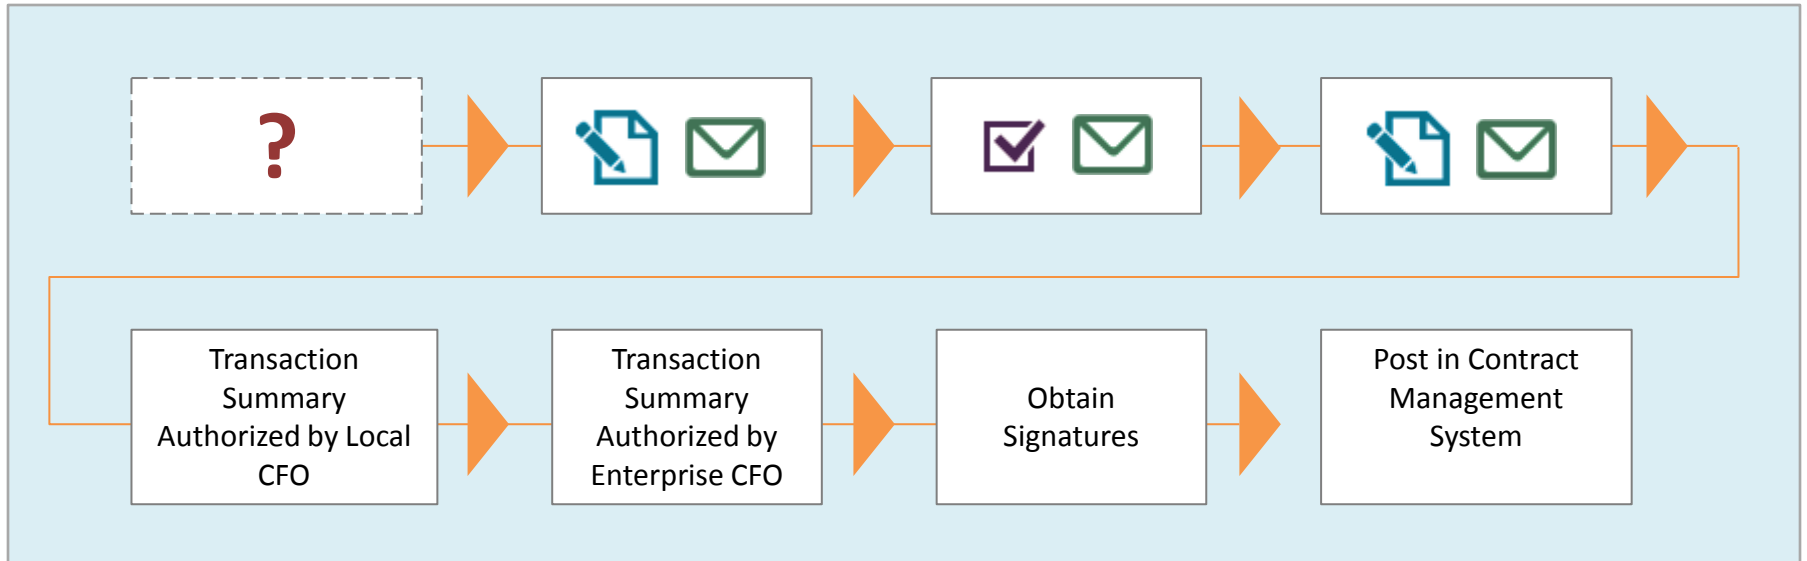 ?
Transaction
Summary
Authorized by Local
CFO
Transaction
Summary
Authorized by
Enterprise CFO
Obtain
Signatures
Post in Contract
Management
System